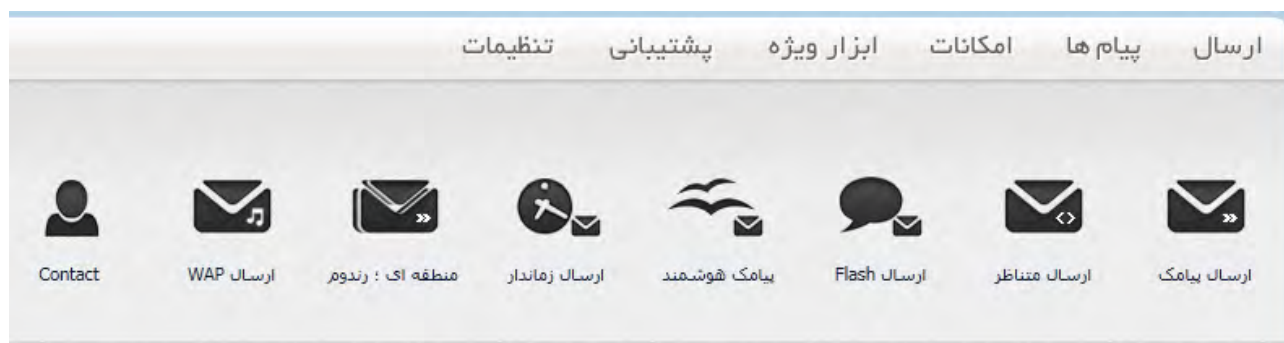 ارسال پیام ها امکانات ابزار ویژه پشتیبانی تنظیمات
ارسال پیامک ارسال متناظر ارسال Flash پیامک هوشمند ارسال زماندار منطقه ای ؛ رندوم ارسال WAP Contact